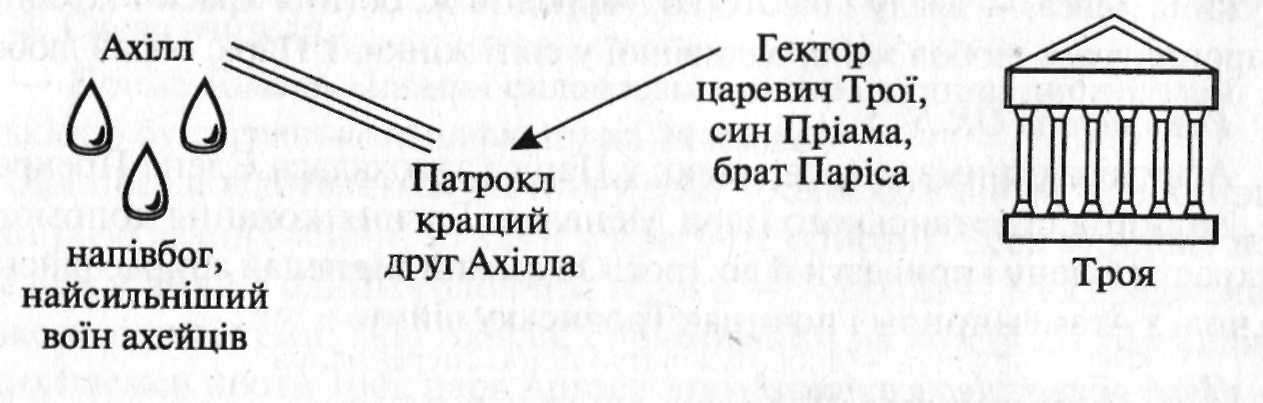 Ахілл
напівбог,
найсильніший
воїн ахейців
Патрокл
кращий
друг Ахілла
Гектор
царевич Трої,
син Пріама,
брат Паріса
Троя